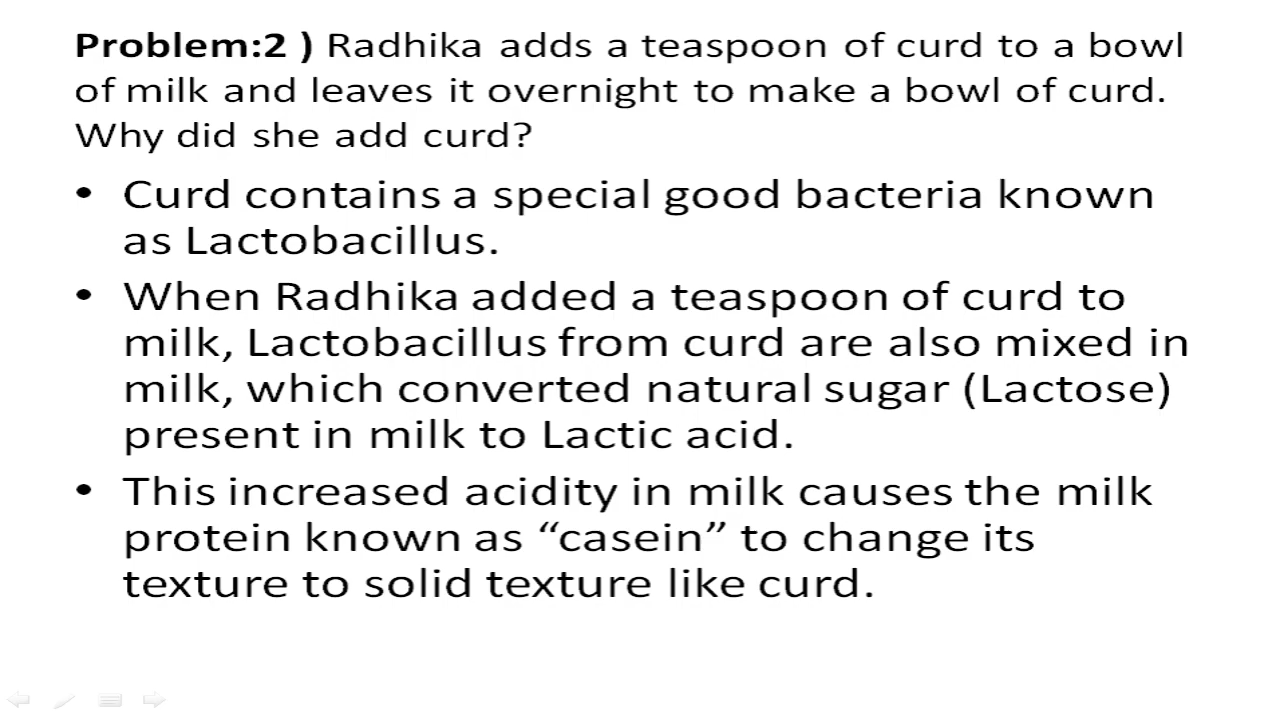 Problem:2 ) Radhika adds a teaspoon of curd to a bowl
of milk and leaves it overnight to make a bowl of curd.
Why did she add curd?
• Curd contains a special good bacteria known
as Lactobacillus.
• When Radhika added a teaspoon of curd to
milk, Lactobacillus from curd are also mixed in
milk, which converted natural sugar (Lactose)
present in milk to Lactic acid.
• This increased acidity in milk causes the milk
protein known as “casein” to change its
texture to solid texture like curd.